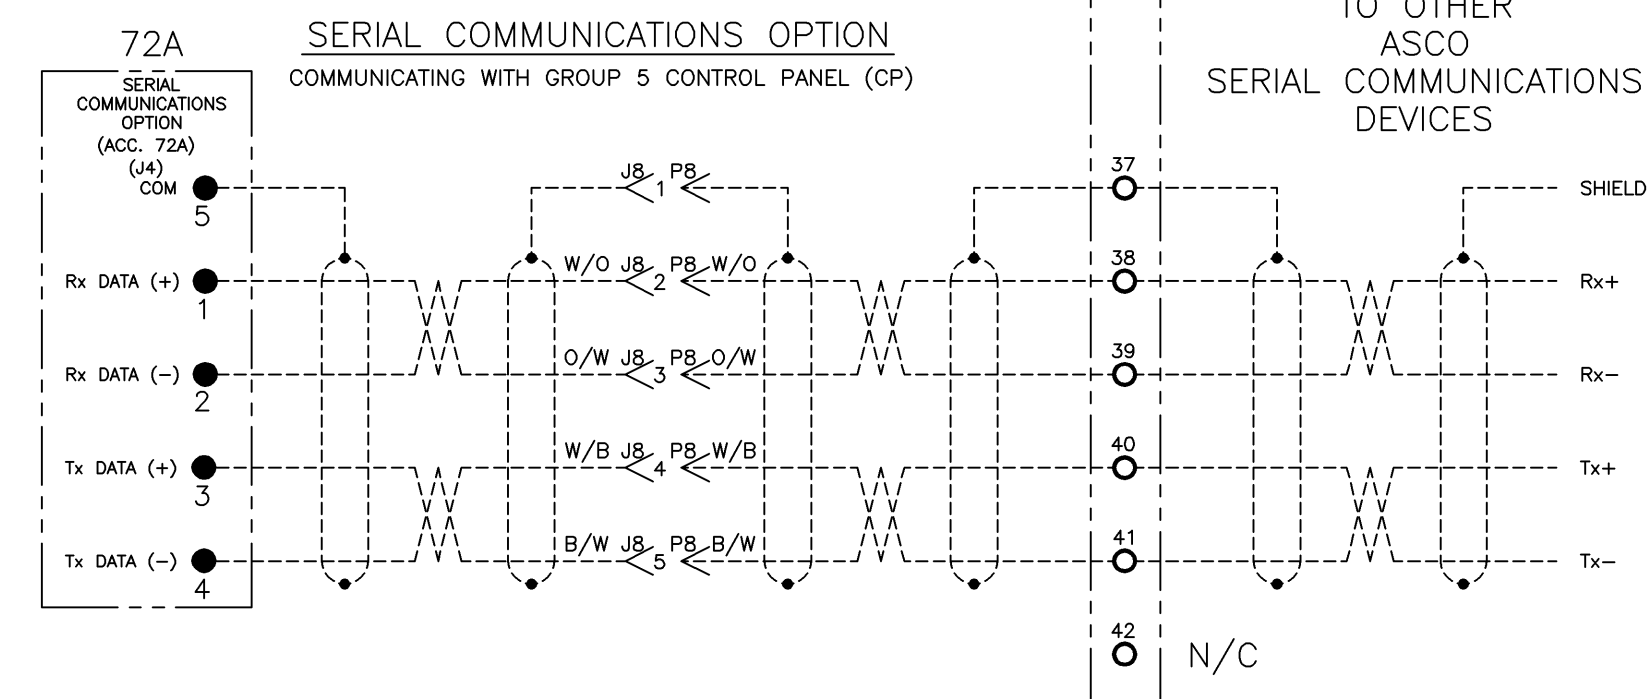 72A
SERIAL COMMUNICATIONS OPTION
COMMUNICATING WITH GROUP 5 CONTROL PANEL (CP)
TO OTHER
ASCO
SERIAL COMMUNICATIONS
DEVICES
SERIAL
COMMUNICATIONS
OPTION
(ACC. 72A)
(J4)
COM
5
J8 1 P8
37
SHIELD
Rx DATA (+)
1
W/O J8 2 P8 W/O
38
Rx+
Rx DATA (-)
2
O/W J8 3 P8 O/W
39
Rx-
Tx DATA (+)
3
W/B J8 4 P8 W/B
40
Tx+
Tx DATA (-)
4
B/W J8 5 P8 B/W
41
Tx-
42
N/C